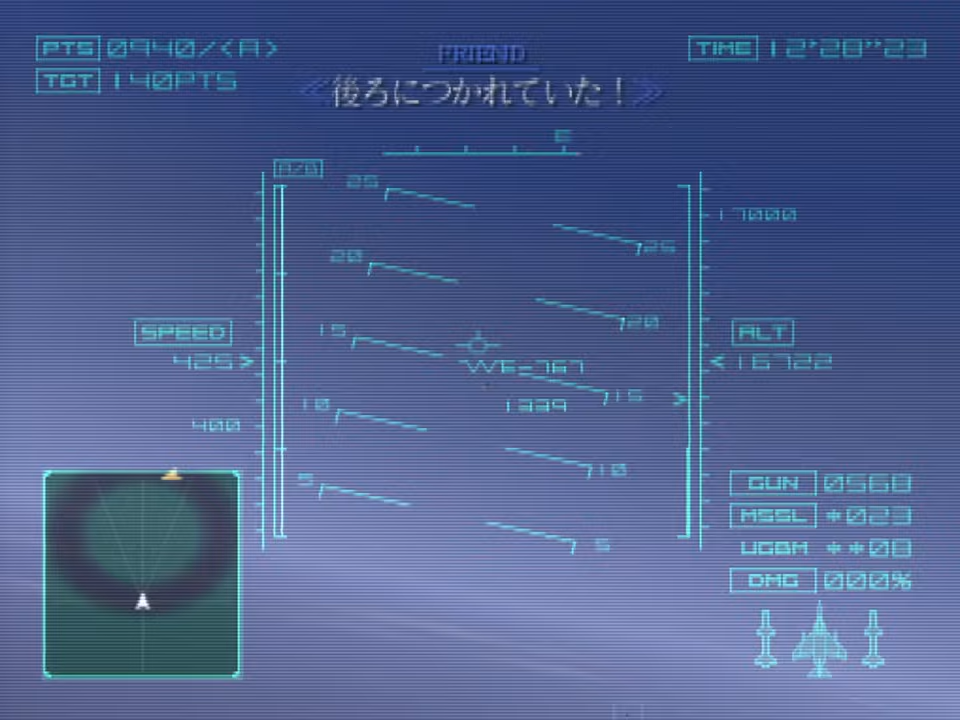 PTS 0940/<A>
FRIEND
TIME 12'28"23
TGT 140PTS
<<後ろにつかれていた！>>
E
A/B
25
17000
25
20
20
SPEED
15
ALT
425>
<16722
15
1339
10
400
10
5
GUN 0568
MSSL *023
5
UGBM **08
DMG 000%